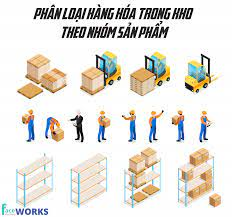 PHÂN LOẠI HÀNG HÓA TRONG KHO
THEO NHÓM SẢN PHẨM
FaceWORKS